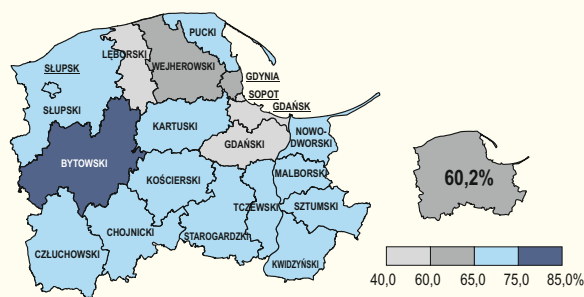 PUCKI
LĘBORSKI
WEJHEROWSKI
SŁUPSK
GDYNIA
SOPOT
GDAŃSK
SŁUPSKI
KARTUSKI
NOWO-
DWORSKI
GDAŃSKI
BYTOWSKI
MALBORSKI
KOŚCIERSKI
TCZEWSKI
SZTUMSKI
CHOJNICKI
STAROGARDZKI
CZŁUCHOWSKI
KWIDZYŃSKI
60,2%
40,0 60,0 65,0 75,0 85,0%